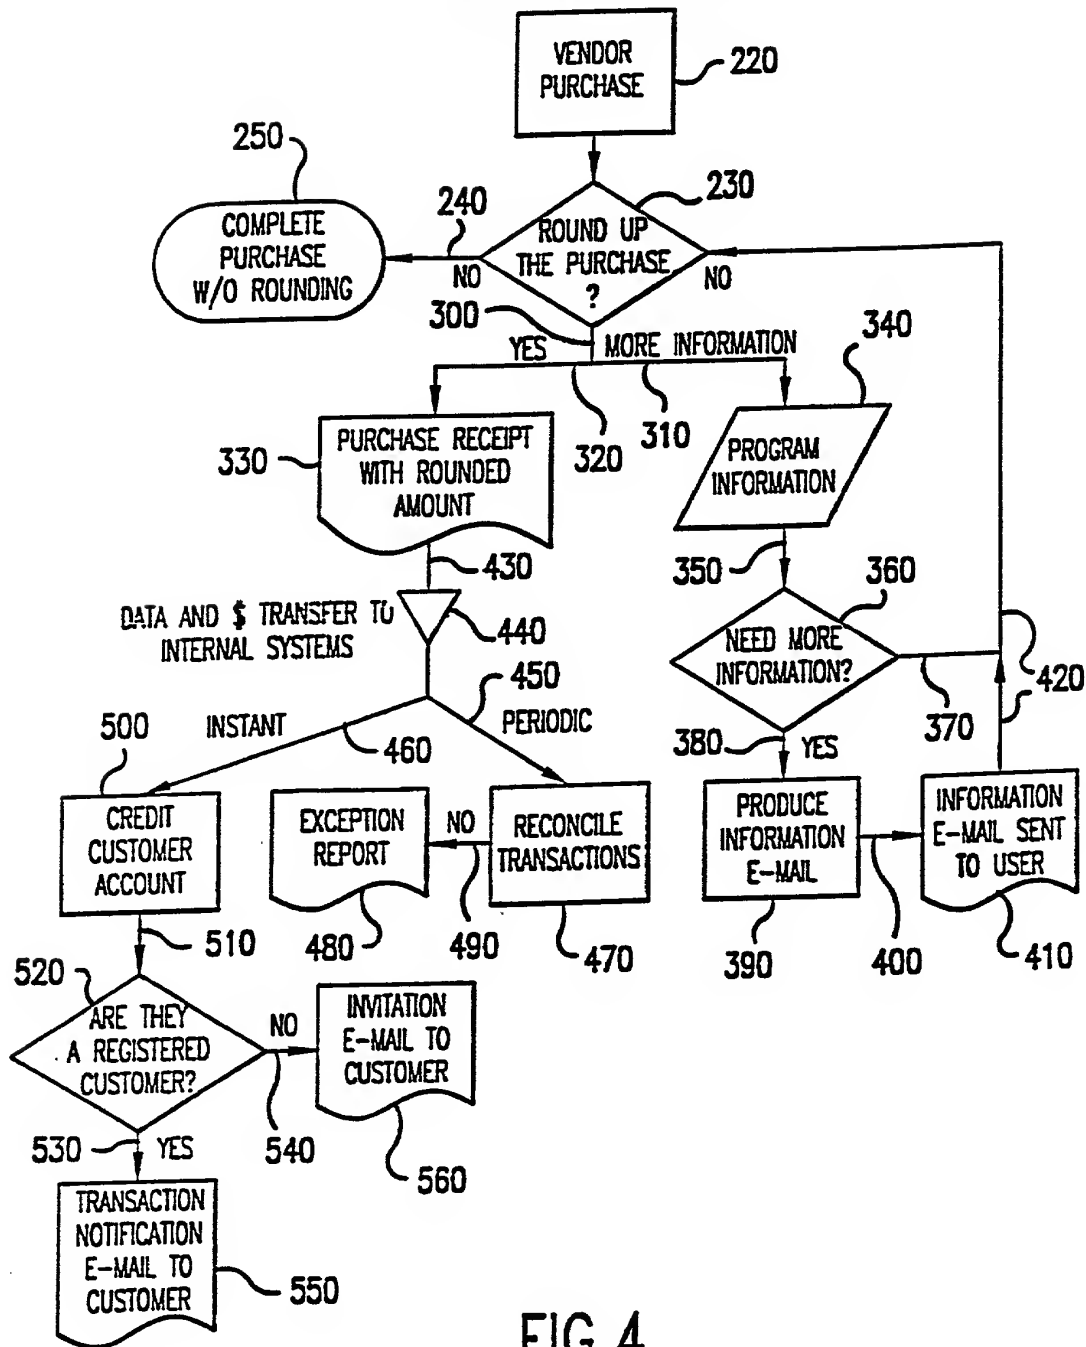 VENDOR
PURCHASE
220
250
240
230
COMPLETE
PURCHASE
W/O ROUNDING
ROUND UP
THE PURCHASE
?
NO
NO
300
YES
MORE INFORMATION
340
330
PURCHASE RECEIPT
WITH ROUNDED
AMOUNT
320
310
PROGRAM
INFORMATION
430
350
360
DATA AND $ TRANSFER TO
INTERNAL SYSTEMS
440
NEED MORE
INFORMATION?
370
420
450
INSTANT
PERIODIC
460
500
380
YES
CREDIT
CUSTOMER
ACCOUNT
EXCEPTION
REPORT
NO
RECONCILE
TRANSACTIONS
PRODUCE
INFORMATION
E-MAIL
INFORMATION
E-MAIL SENT
TO USER
510
480
490
470
390
400
410
520
ARE THEY
A REGISTERED
CUSTOMER?
NO
INVITATION
E-MAIL TO
CUSTOMER
530
YES
540
560
TRANSACTION
NOTIFICATION
E-MAIL TO
CUSTOMER
550
FIG 4